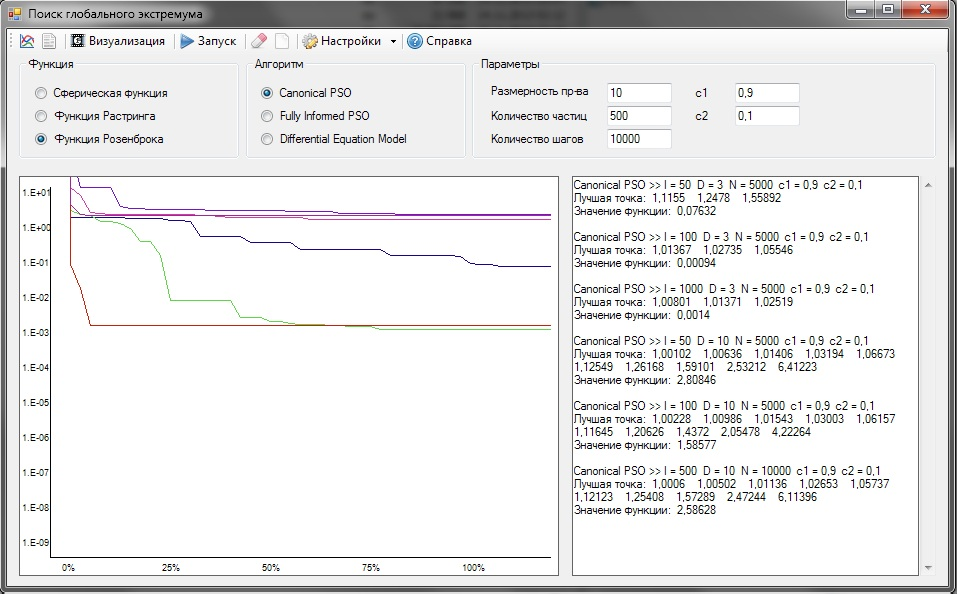 Поиск глобального экстремума
Визуализация Запуск Настройки Справка
Функция
Сферическая функция
Функция Растринга
Функция Розенброка
Алгоритм
Canonical PSO
Fully Informed PSO
Differential Equation Model
Параметры
Размерность пр-ва 10 c1 0,9
Количество частиц 500 c2 0,1
Количество шагов 10000
1.E+01
1.E+00
1.E-01
1.E-02
1.E-03
1.E-04
1.E-05
1.E-06
1.E-07
1.E-08
1.E-09
0% 25% 50% 75% 100%
Canonical PSO >> I = 50 D = 3 N = 5000 c1 = 0,9 c2 = 0,1
Лучшая точка: 1,1155 1,2478 1,55892
Значение функции: 0,07632
Canonical PSO >> I = 100 D = 3 N = 5000 c1 = 0,9 c2 = 0,1
Лучшая точка: 1,01367 1,02735 1,05546
Значение функции: 0,00094
Canonical PSO >> I = 1000 D = 3 N = 5000 c1 = 0,9 c2 = 0,1
Лучшая точка: 1,00801 1,01371 1,02519
Значение функции: 0,0014
Canonical PSO >> I = 50 D = 10 N = 5000 c1 = 0,9 c2 = 0,1
Лучшая точка: 1,00102 1,00636 1,01406 1,03194 1,06673
1,12549 1,26168 1,59101 2,53212 6,41223
Значение функции: 2,80846
Canonical PSO >> I = 100 D = 10 N = 5000 c1 = 0,9 c2 = 0,1
Лучшая точка: 1,00228 1,00986 1,01543 1,03003 1,06157
1,11645 1,20626 1,4372 2,05478 4,22264
Значение функции: 1,58577
Canonical PSO >> I = 500 D = 10 N = 10000 c1 = 0,9 c2 = 0,1
Лучшая точка: 1,0006 1,00502 1,01136 1,02653 1,05737
1,12123 1,25408 1,57289 2,47244 6,11396
Значение функции: 2,58628